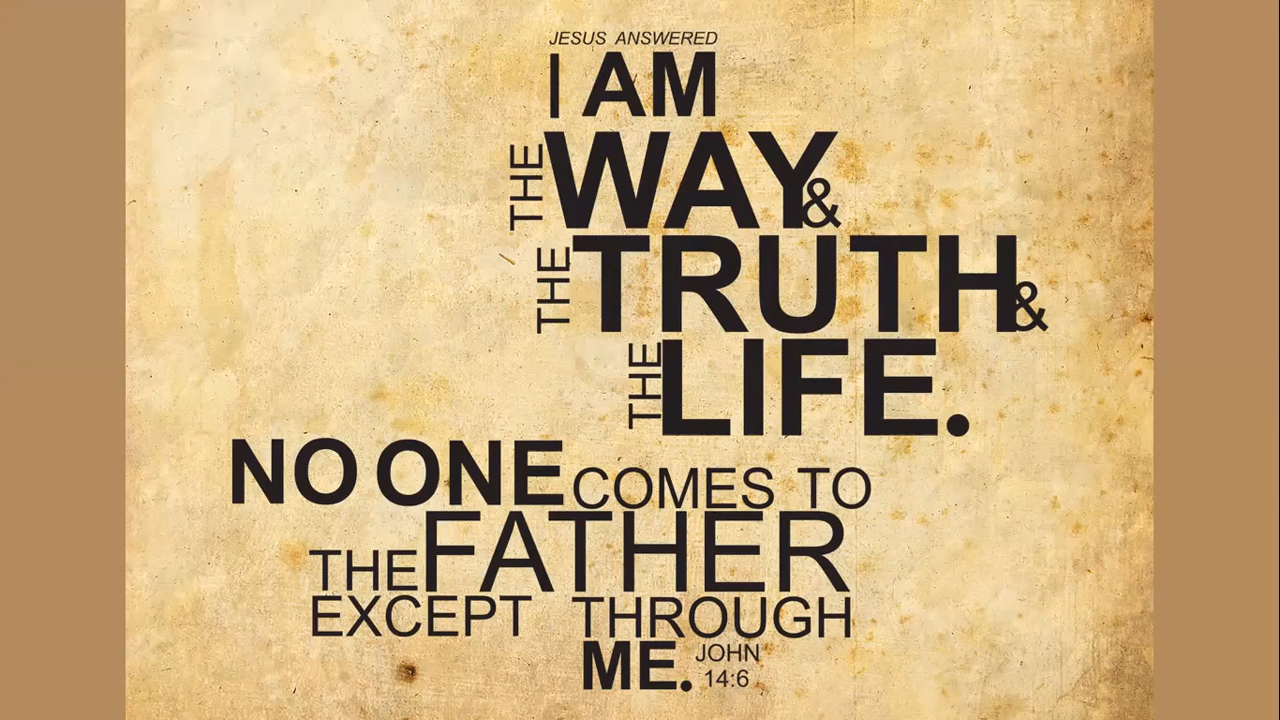 JESUS ANSWERED
I AM
THE WAY &
THE TRUTH &
THE LIFE.
NO ONE COMES TO
THE FATHER
EXCEPT THROUGH
ME. JOHN
14:6